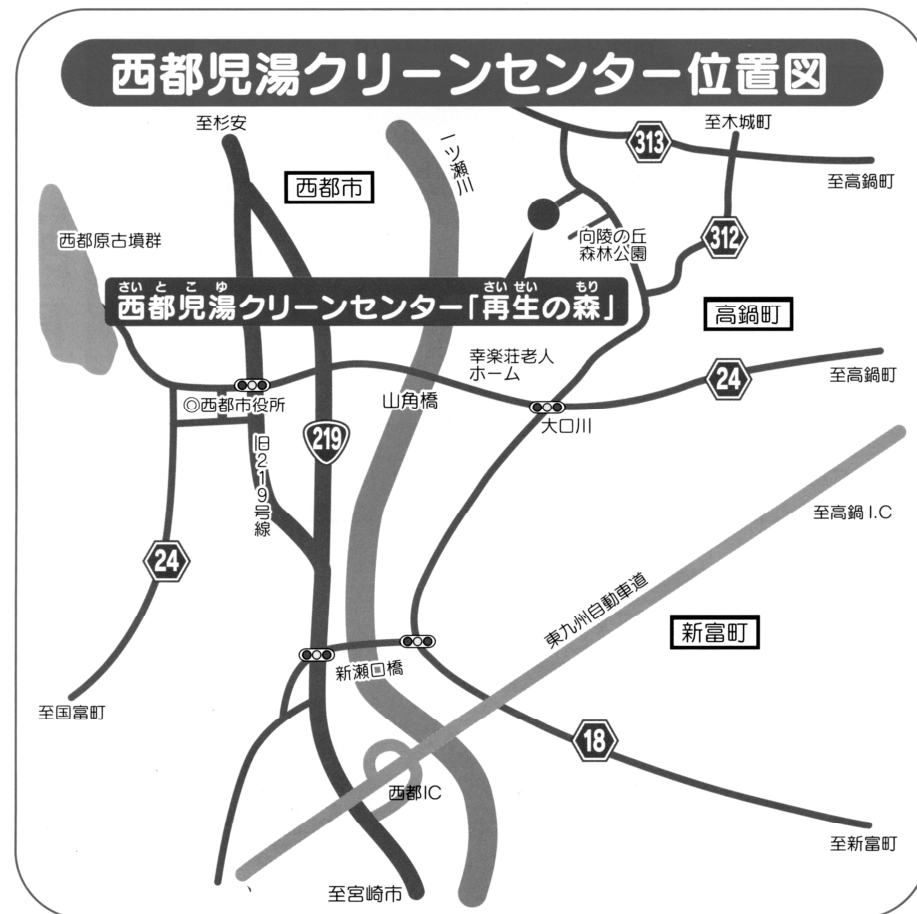 西都児湯クリーンセンター位置図
至杉安
一ツ瀬川
313
至木城町
至高鍋町
西都市
西都原古墳群
向陵の丘
森林公園
312
さいとこゆ
さいせい
もり
西都児湯クリーンセンター「再生の森」
高鍋町
幸楽荘老人
ホーム
24
至高鍋町
◎西都市役所
山角橋
大口川
219
旧219号線
至高鍋I.C
24
東九州自動車道
新富町
新瀬口橋
至国富町
18
西都IC
至新富町
至宮崎市